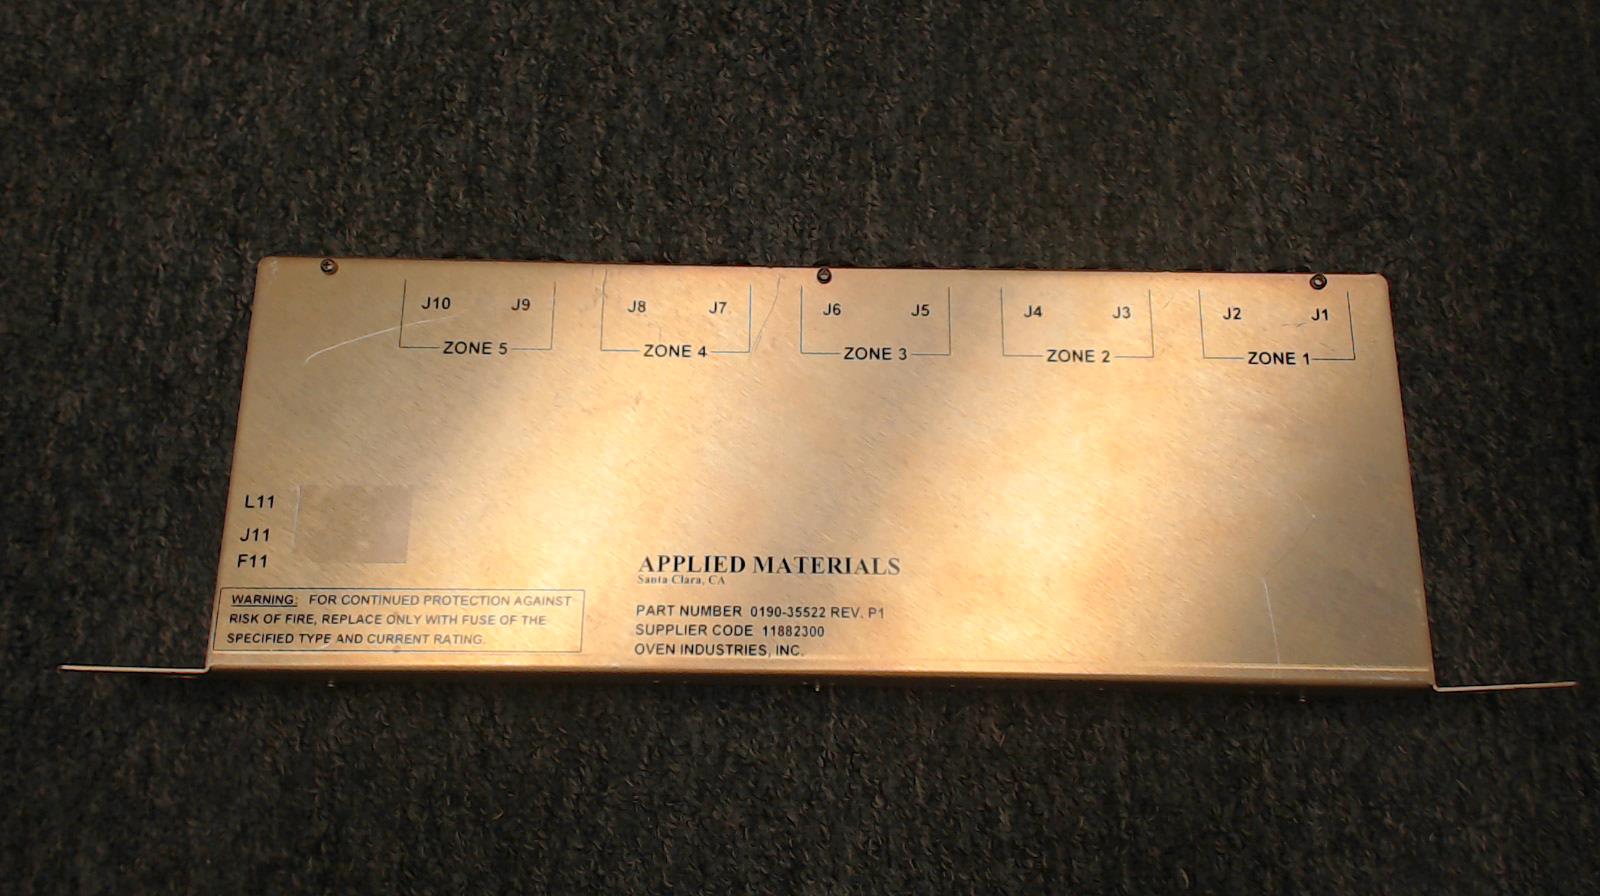 J10 J9 J8 J7 J6 J5 J4 J3 J2 J1
ZONE 5 ZONE 4 ZONE 3 ZONE 2 ZONE 1
L11
J11
F11
WARNING: FOR CONTINUED PROTECTION AGAINST
RISK OF FIRE, REPLACE ONLY WITH FUSE OF THE
SPECIFIED TYPE AND CURRENT RATING.
APPLIED MATERIALS
Santa Clara, CA
PART NUMBER 0190-35522 REV. P1
SUPPLIER CODE 11882300
OVEN INDUSTRIES, INC.